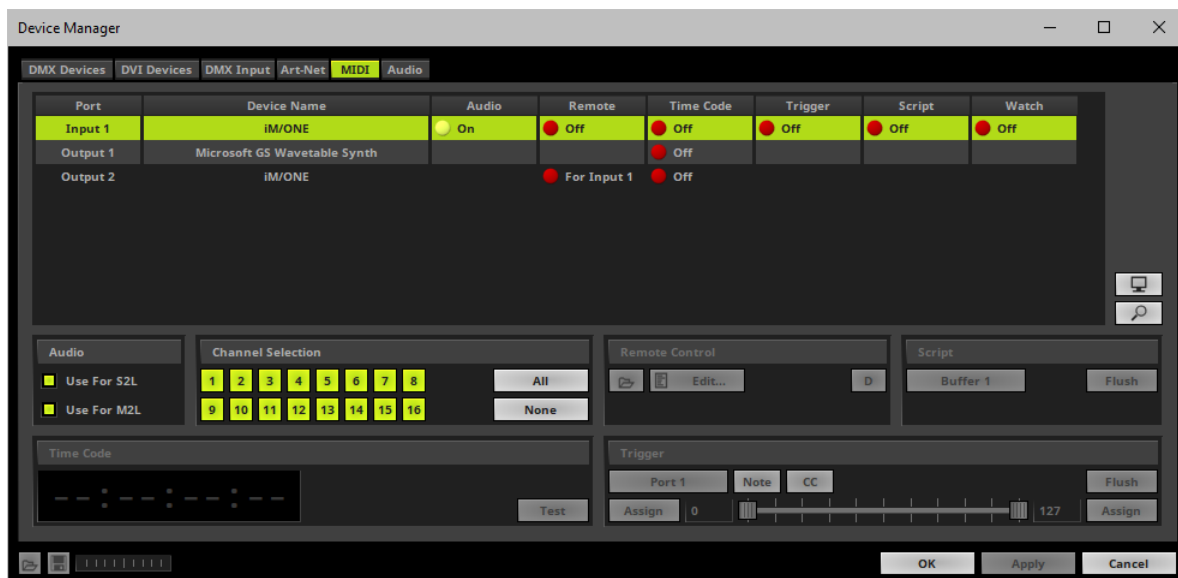 Device Manager
DMX Devices DVI Devices DMX Input Art-Net MIDI Audio
Port Device Name Audio Remote Time Code Trigger Script Watch
Input 1 iM/ONE On Off Off Off Off Off
Output 1 Microsoft GS Wavetable Synth Off
Output 2 iM/ONE For Input 1 Off
Audio Channel Selection Remote Control Script
Use For S2L 1 2 3 4 5 6 7 8 All Edit... D Buffer 1 Flush
Use For M2L 9 10 11 12 13 14 15 16 None
Time Code Trigger
Port 1 Note CC Flush
--:--:--:-- Test Assign 0 127 Assign
OK Apply Cancel